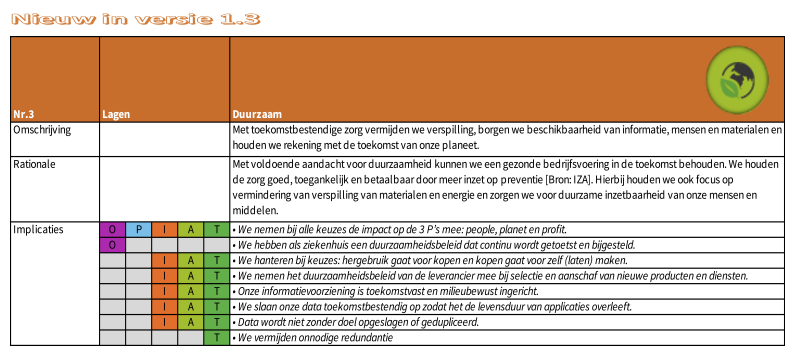 Nieuw in versie 1.3
Nr.3 Lagen Duurzaam
Omschrijving Met toekomstbestendige zorg vermijden we verspilling, borgen we beschikbaarheid van informatie, mensen en materialen en
houden we rekening met de toekomst van onze planeet.
Rationale Met voldoende aandacht voor duurzaamheid kunnen we een gezonde bedrijfsvoering in de toekomst behouden. We houden
de zorg goed, toegankelijk en betaalbaar door meer inzet op preventie [Bron: IZA]. Hierbij houden we ook focus op
vermindering van verspilling van materialen en energie en zorgen we voor duurzame inzetbaarheid van onze mensen en
middelen.
Implicaties O P I A T • We nemen bij alle keuzes de impact op de 3 P's mee: people, planet en profit.
O • We hebben als ziekenhuis een duurzaamheidsbeleid dat continu wordt getoetst en bijgesteld.
I A T • We hanteren bij keuzes: hergebruik gaat voor kopen en kopen gaat voor zelf (laten) maken.
I A T • We nemen het duurzaamheidsbeleid van de leverancier mee bij selectie en aanschaf van nieuwe producten en diensten.
I A T • Onze informatievoorziening is toekomstvast en milieubewust ingericht.
I A T • We slaan onze data toekomstbestendig op zodat het de levensduur van applicaties overleeft.
I A T • Data wordt niet zonder doel opgeslagen of gedupliceerd.
T • We vermijden onnodige redundantie